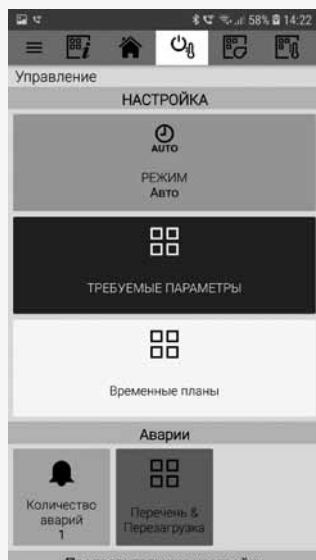 58% 14:22
Управление
НАСТРОЙКА
AUTO
РЕЖИМ
Авто
ТРЕБУЕМЫЕ ПАРАМЕТРЫ
Временные планы
Аварии
Количество
аварий
1
Перечень &
Перезагрузка